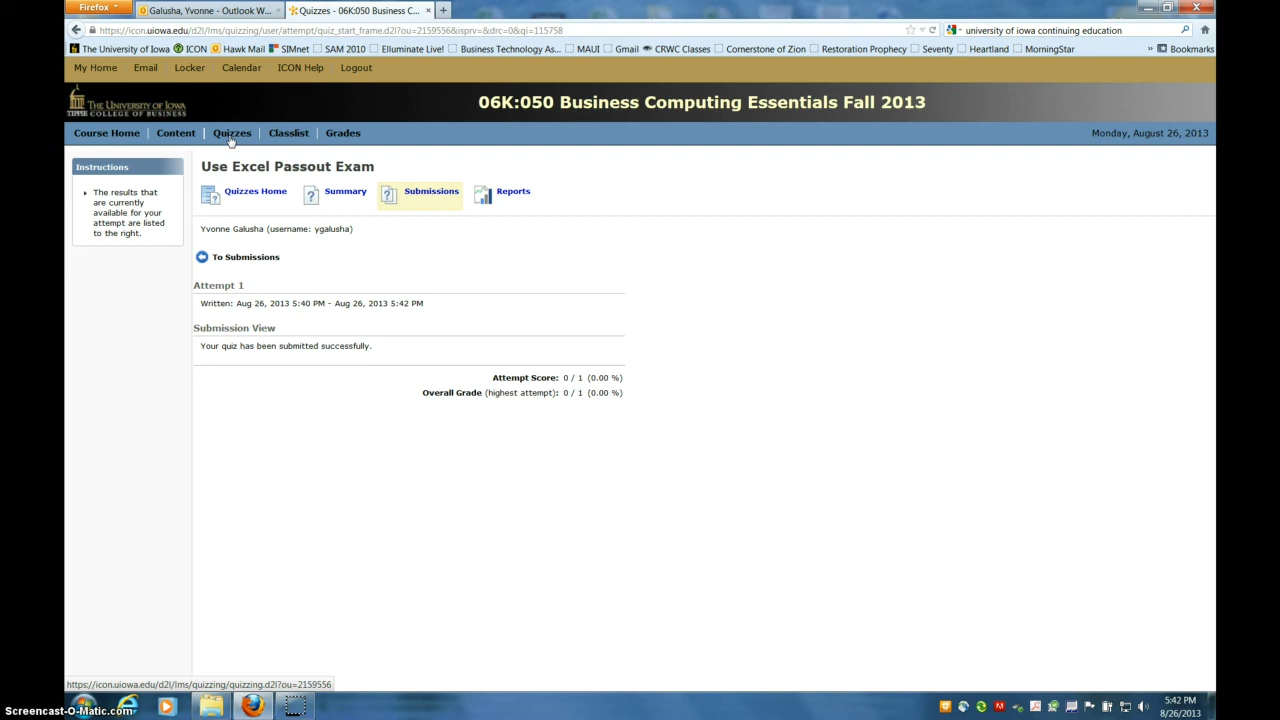 Firefox
Galusha, Yvonne - Outlook W...
Quizzes - 06K:050 Business C...
https://icon.uiowa.edu/d2l/lms/quizzing/user/attempt/quiz_start_frame.d2l?ou=2159556&isprv=&drc=0&qi=115758
university of iowa continuing education
The University of Iowa ICON Hawk Mail SIMnet SAM 2010 Elluminate Live! Business Technology As... MAUI Gmail CRWC Classes Cornerstone of Zion Restoration Prophecy Seventy Heartland MorningStar » Bookmarks
My Home Email Locker Calendar ICON Help Logout
THE UNIVERSITY OF IOWA
TIPPIE COLLEGE OF BUSINESS
06K:050 Business Computing Essentials Fall 2013
Course Home Content Quizzes Classlist Grades Monday, August 26, 2013
Instructions
The results that
are currently
available for your
attempt are listed
to the right.
Use Excel Passout Exam
Quizzes Home Summary Submissions Reports
Yvonne Galusha (username: ygalusha)
To Submissions
Attempt 1
Written: Aug 26, 2013 5:40 PM - Aug 26, 2013 5:42 PM
Submission View
Your quiz has been submitted successfully.
Attempt Score: 0 / 1 (0.00 %)
Overall Grade (highest attempt): 0 / 1 (0.00 %)
https://icon.uiowa.edu/d2l/lms/quizzing/quizzing.d2l?ou=2159556
5:42 PM
8/26/2013
Screencast-O-Matic.com